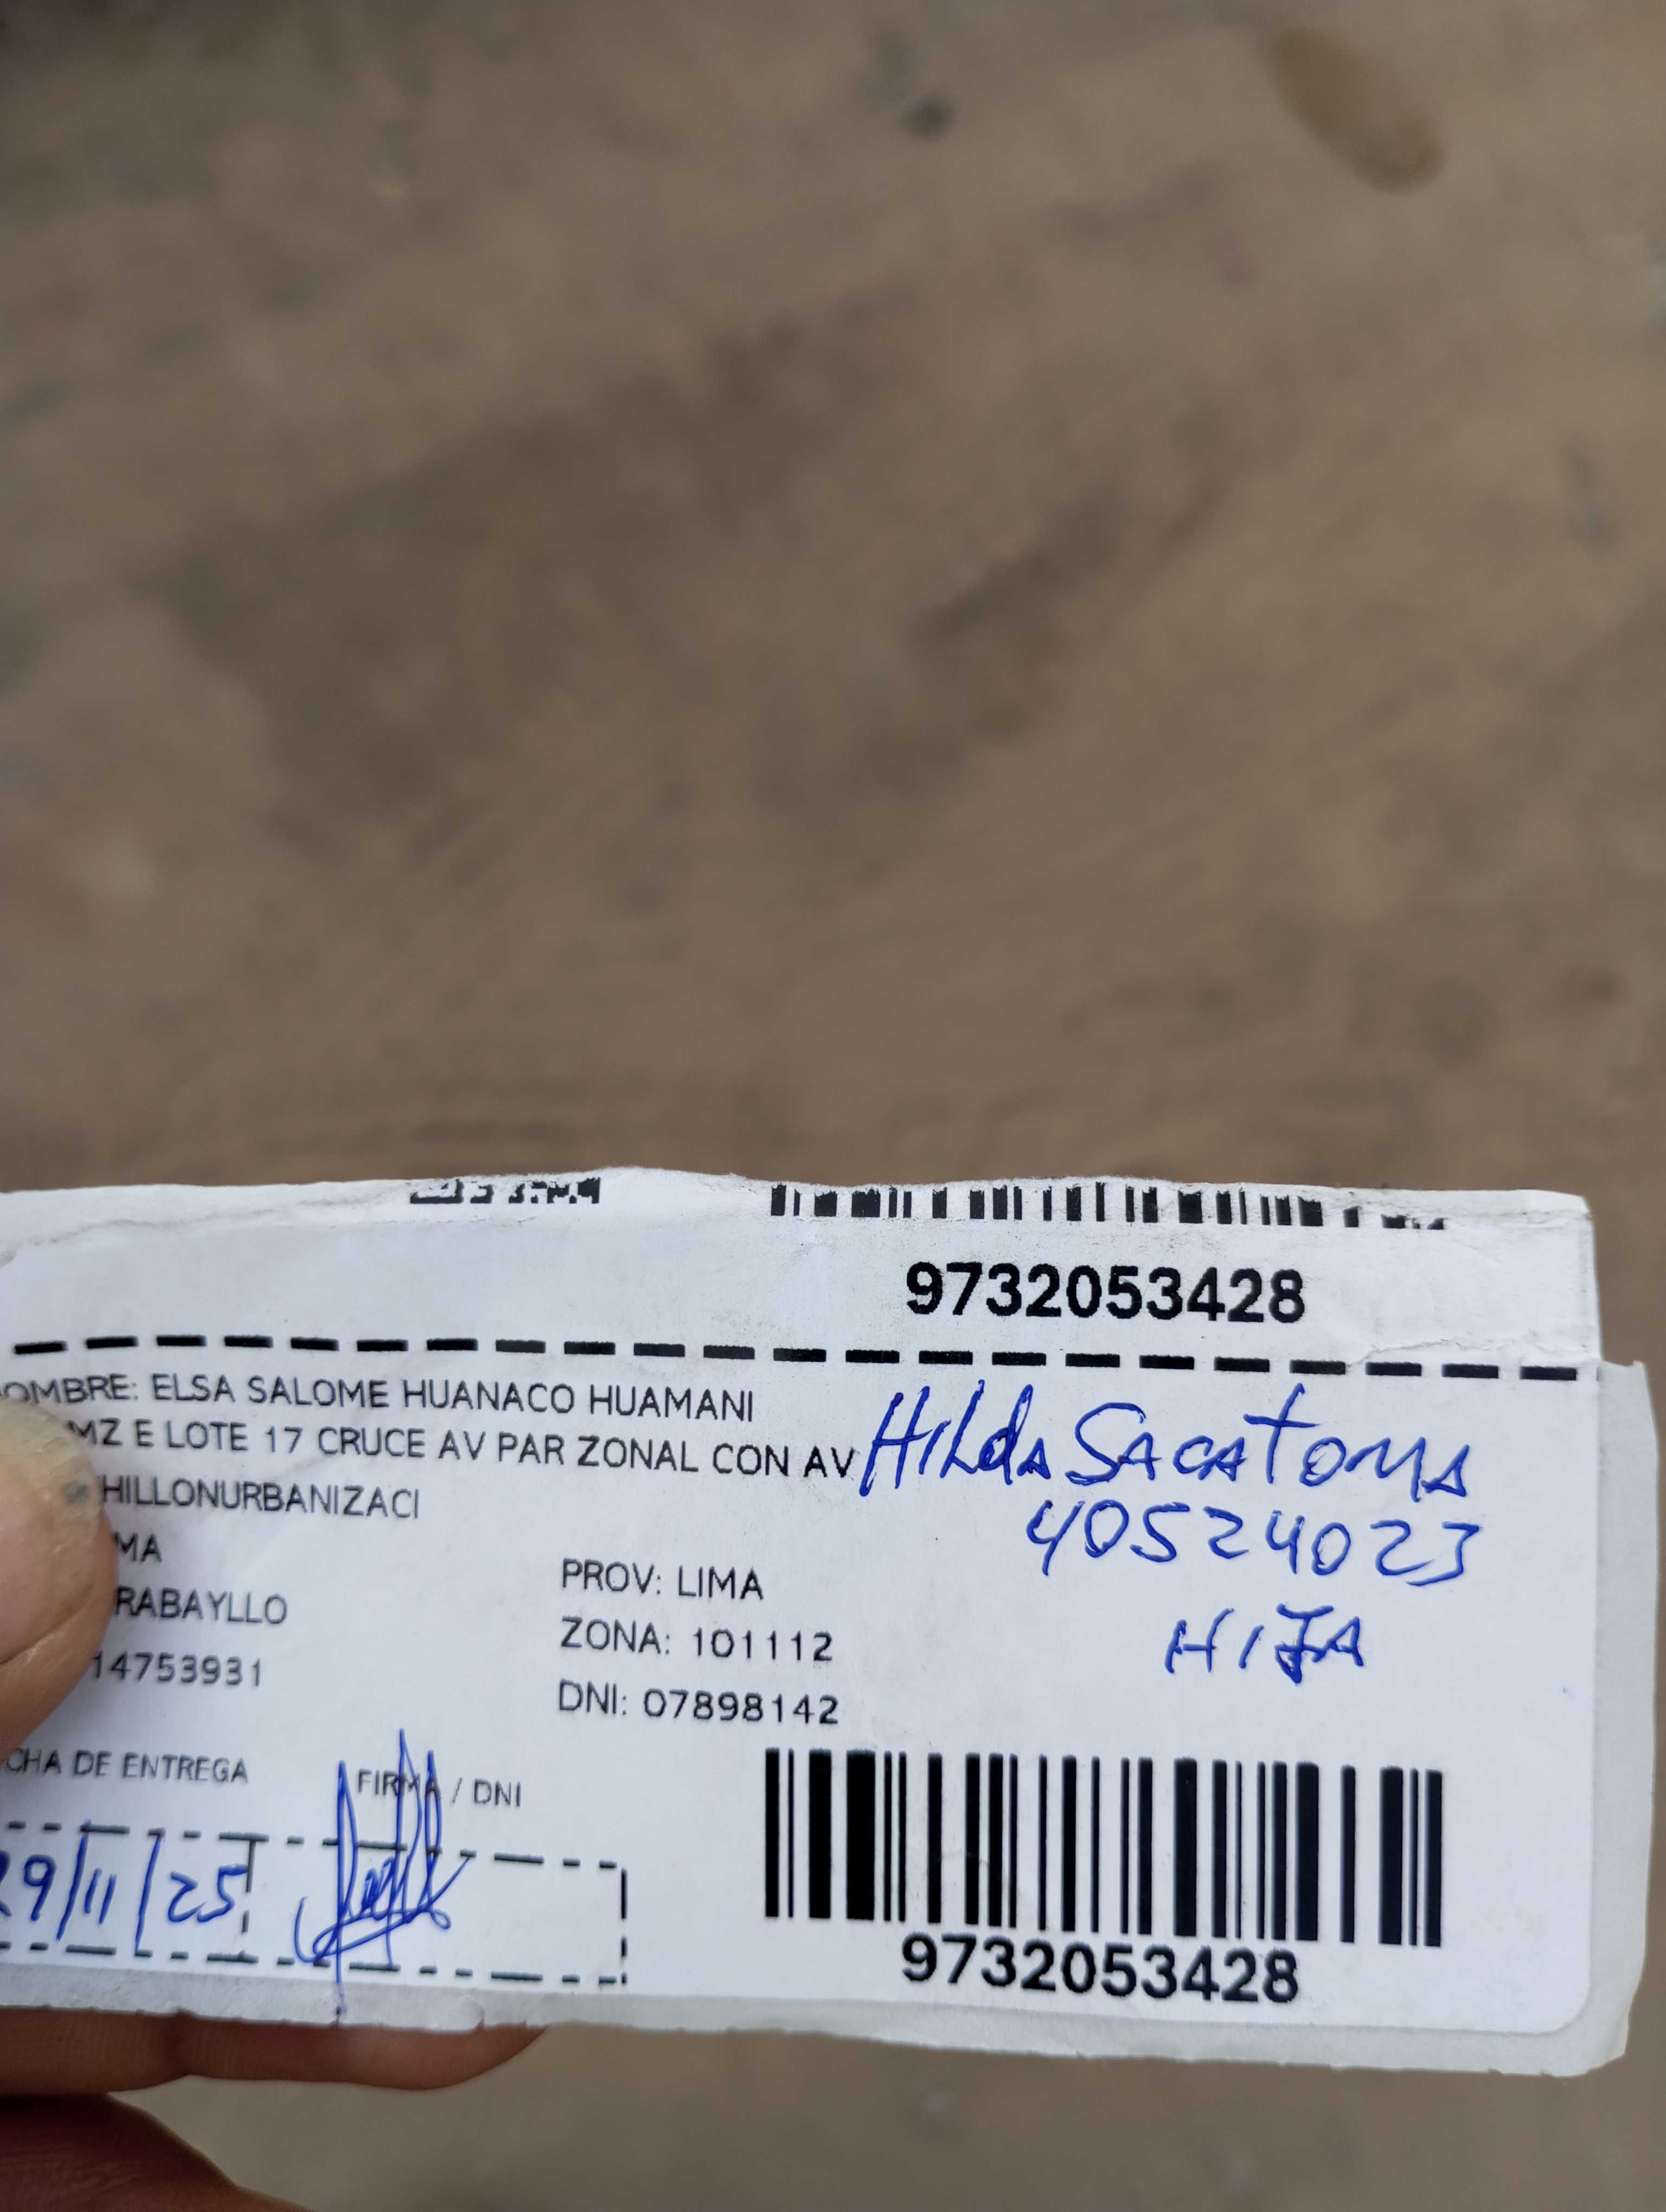 9732053428
OMBRE: ELSA SALOME HUANACO HUAMANI
MZ E LOTE 17 CRUCE AV PAR ZONAL CON AV
HILLONURBANIZACI
MA
RABAYLLO
14753931
PROV: LIMA
ZONA: 101112
DNI: 07898142
Hilda SACATOMA
40524023
HIJA
CHA DE ENTREGA
FIRMA / DNI
29/11/25
9732053428